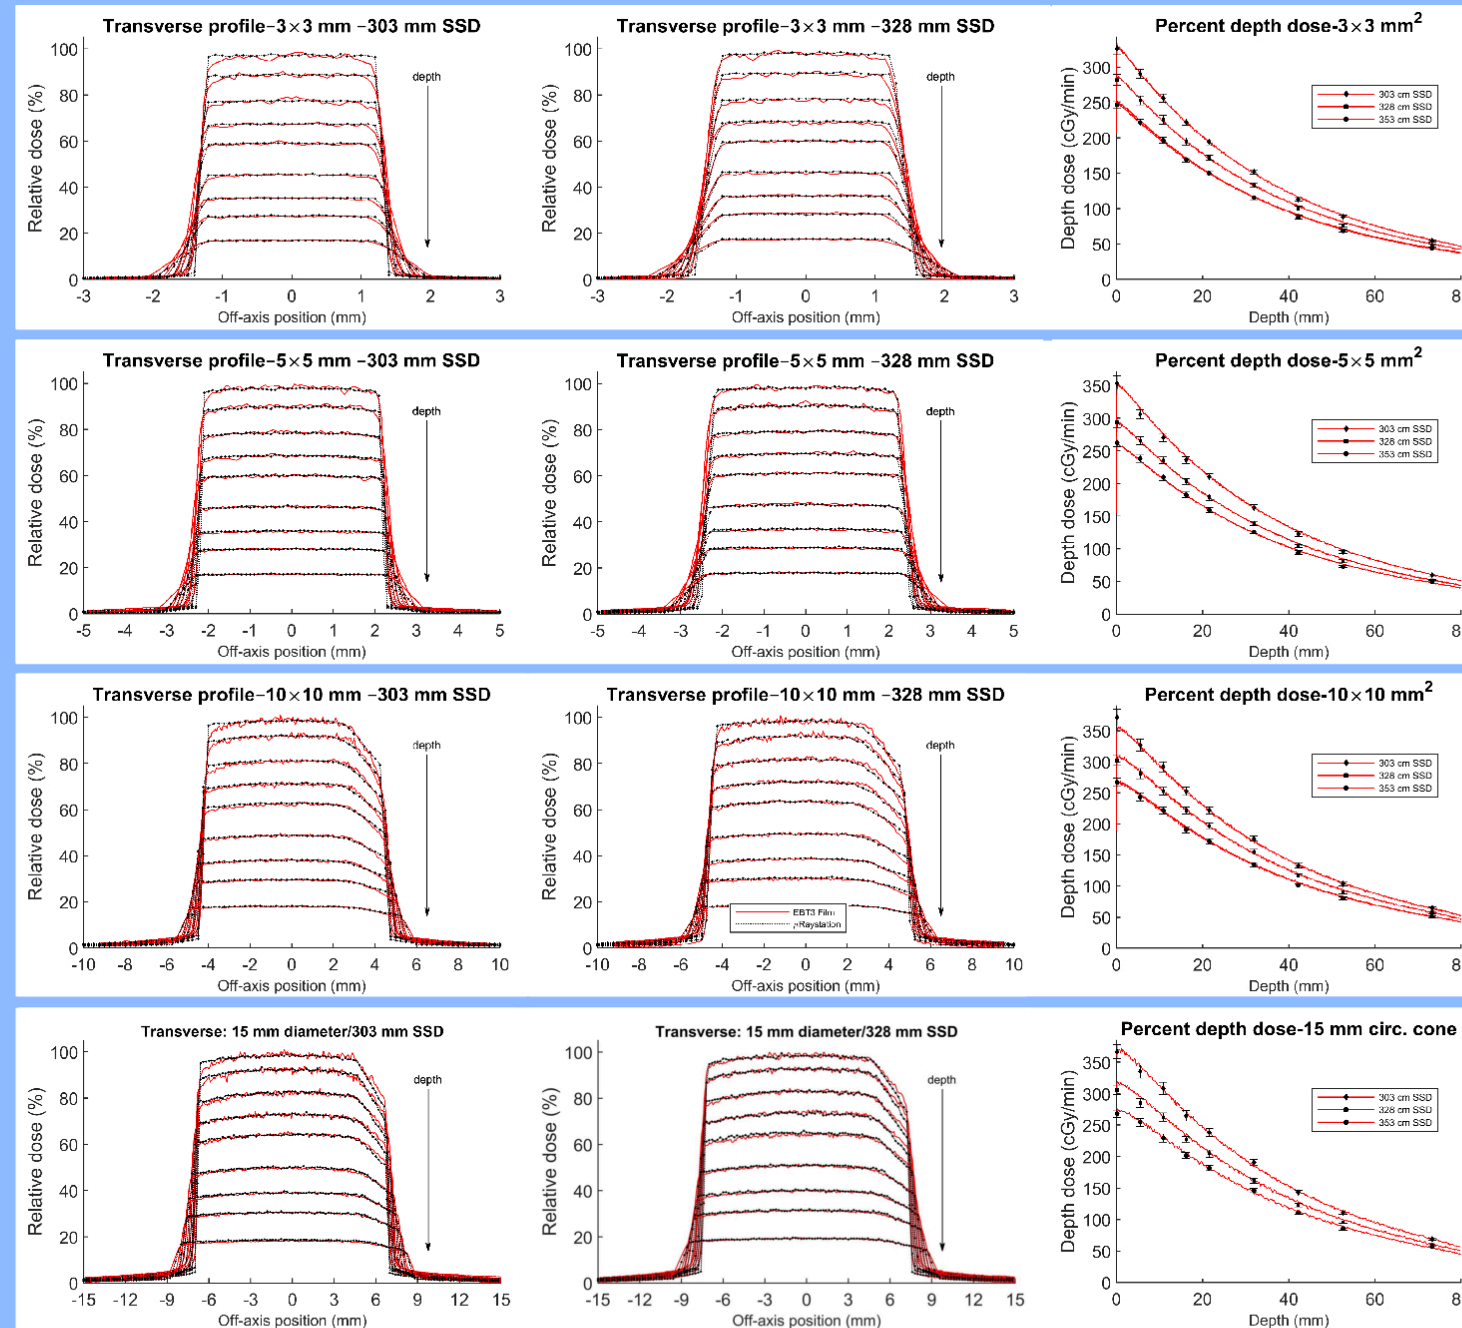 Transverse profile–3×3 mm –303 mm SSD
Relative dose (%)
100
80
60
40
20
0
depth
-3 -2 -1 0 1 2 3
Off-axis position (mm)
Transverse profile–3×3 mm –328 mm SSD
Relative dose (%)
100
80
60
40
20
0
depth
-3 -2 -1 0 1 2 3
Off-axis position (mm)
Percent depth dose-3×3 mm²
Depth dose (cGy/min)
300
250
200
150
100
50
0
303 cm SSD
328 cm SSD
353 cm SSD
0 20 40 60
Depth (mm)
Transverse profile–5×5 mm –303 mm SSD
Relative dose (%)
100
80
60
40
20
0
depth
-5 -4 -3 -2 -1 0 1 2 3 4 5
Off-axis position (mm)
Transverse profile–5×5 mm –328 mm SSD
Relative dose (%)
100
80
60
40
20
0
depth
-5 -4 -3 -2 -1 0 1 2 3 4 5
Off-axis position (mm)
Percent depth dose-5×5 mm²
Depth dose (cGy/min)
350
300
250
200
150
100
50
0
303 cm SSD
328 cm SSD
353 cm SSD
0 20 40 60
Depth (mm)
Transverse profile–10×10 mm –303 mm SSD
Relative dose (%)
100
80
60
40
20
0
depth
-10 -8 -6 -4 -2 0 2 4 6 8 10
Off-axis position (mm)
Transverse profile–10×10 mm –328 mm SSD
Relative dose (%)
100
80
60
40
20
0
depth
EBT3 Film
μRaystation
-10 -8 -6 -4 -2 0 2 4 6 8 10
Off-axis position (mm)
Percent depth dose-10×10 mm²
Depth dose (cGy/min)
350
300
250
200
150
100
50
0
303 cm SSD
328 cm SSD
353 cm SSD
0 20 40 60
Depth (mm)
Transverse: 15 mm diameter/303 mm SSD
Relative dose (%)
100
80
60
40
20
0
depth
-15 -12 -9 -6 -3 0 3 6 9 12 15
Off-axis position (mm)
Transverse: 15 mm diameter/328 mm SSD
Relative dose (%)
100
80
60
40
20
0
depth
-15 -12 -9 -6 -3 0 3 6 9 12 15
Off-axis position (mm)
Percent depth dose-15 mm circ. cone
Depth dose (cGy/min)
350
300
250
200
150
100
50
0
303 cm SSD
328 cm SSD
353 cm SSD
0 20 40 60
Depth (mm)